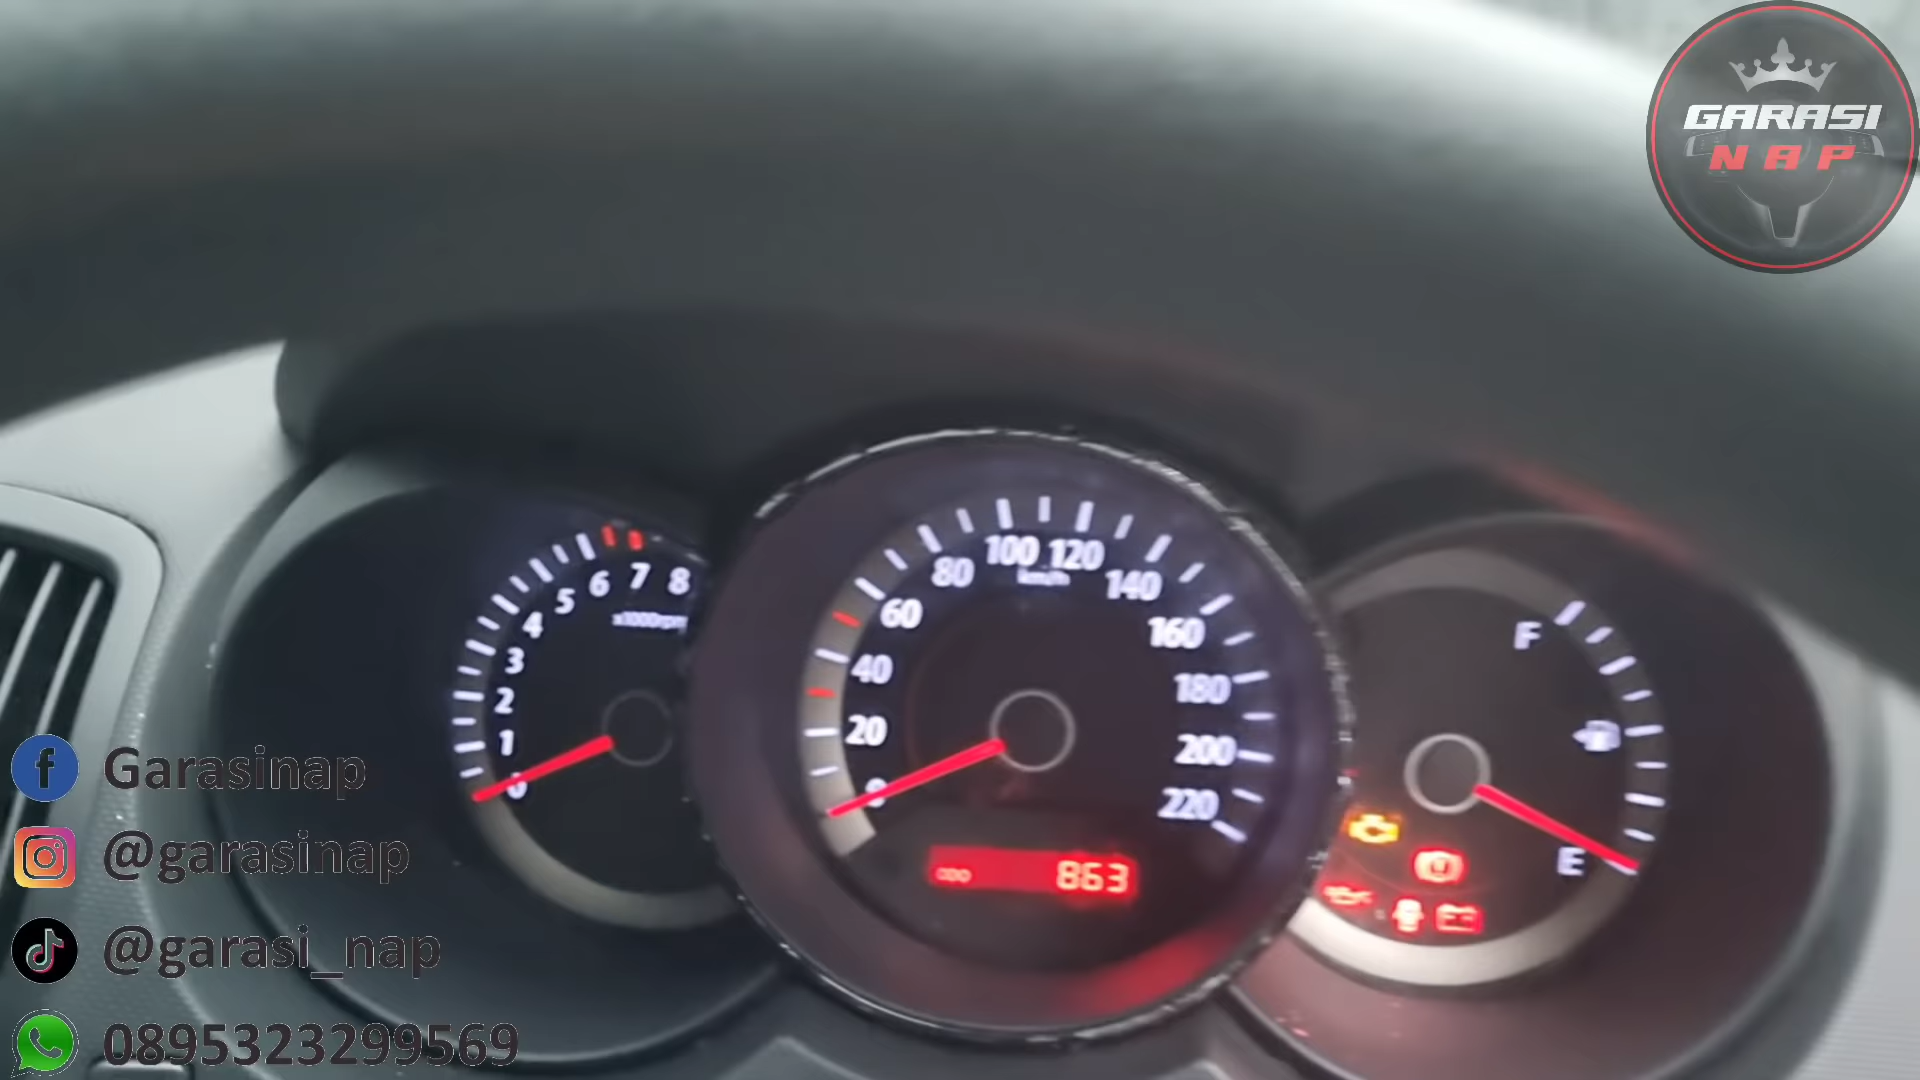 GARASI
NAP
8
7
6
5
4
3
2
1
0
x1000rpm
100 120
km/h
80
140
60
160
40
180
20
200
0
220
ODO 863
F
E
Garasinap
@garasinap
@garasi_nap
0895323299569